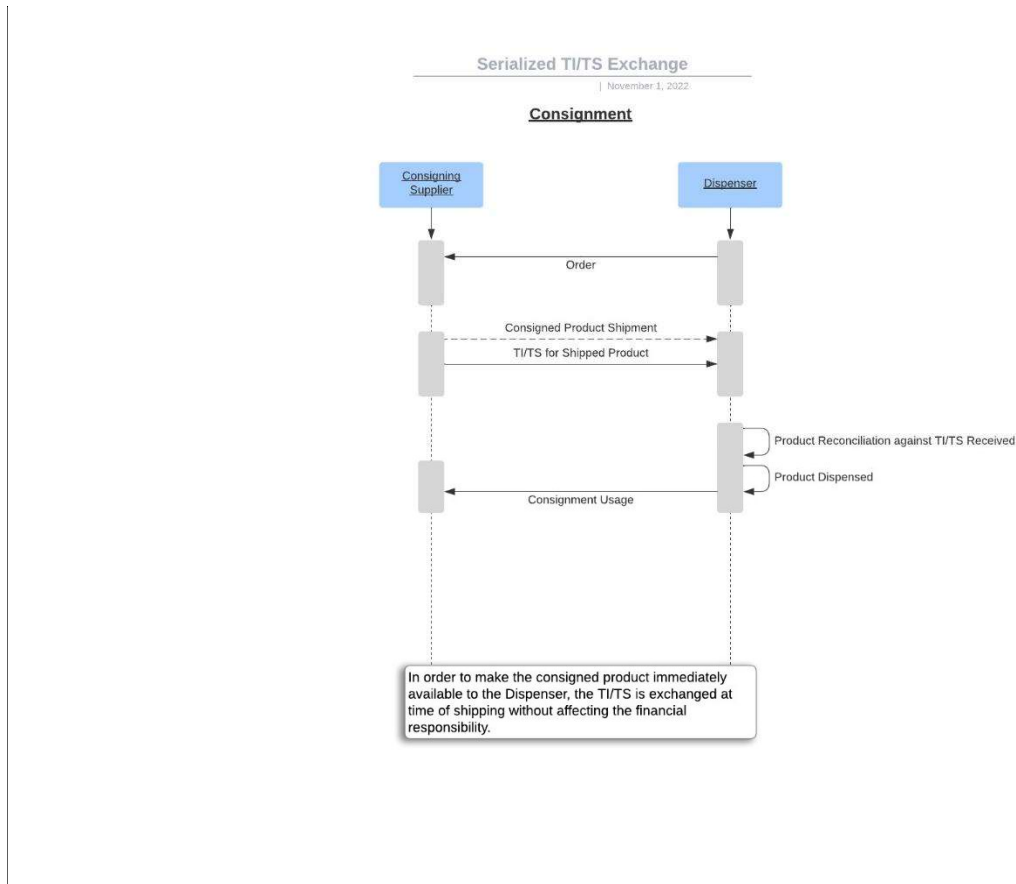 Serialized TI/TS Exchange
| November 1, 2022
Consignment
Consigning
Supplier
Dispenser
Order
Consigned Product Shipment
TI/TS for Shipped Product
Product Reconciliation against TI/TS Received
Product Dispensed
Consignment Usage
In order to make the consigned product immediately
available to the Dispenser, the TI/TS is exchanged at
time of shipping without affecting the financial
responsibility.